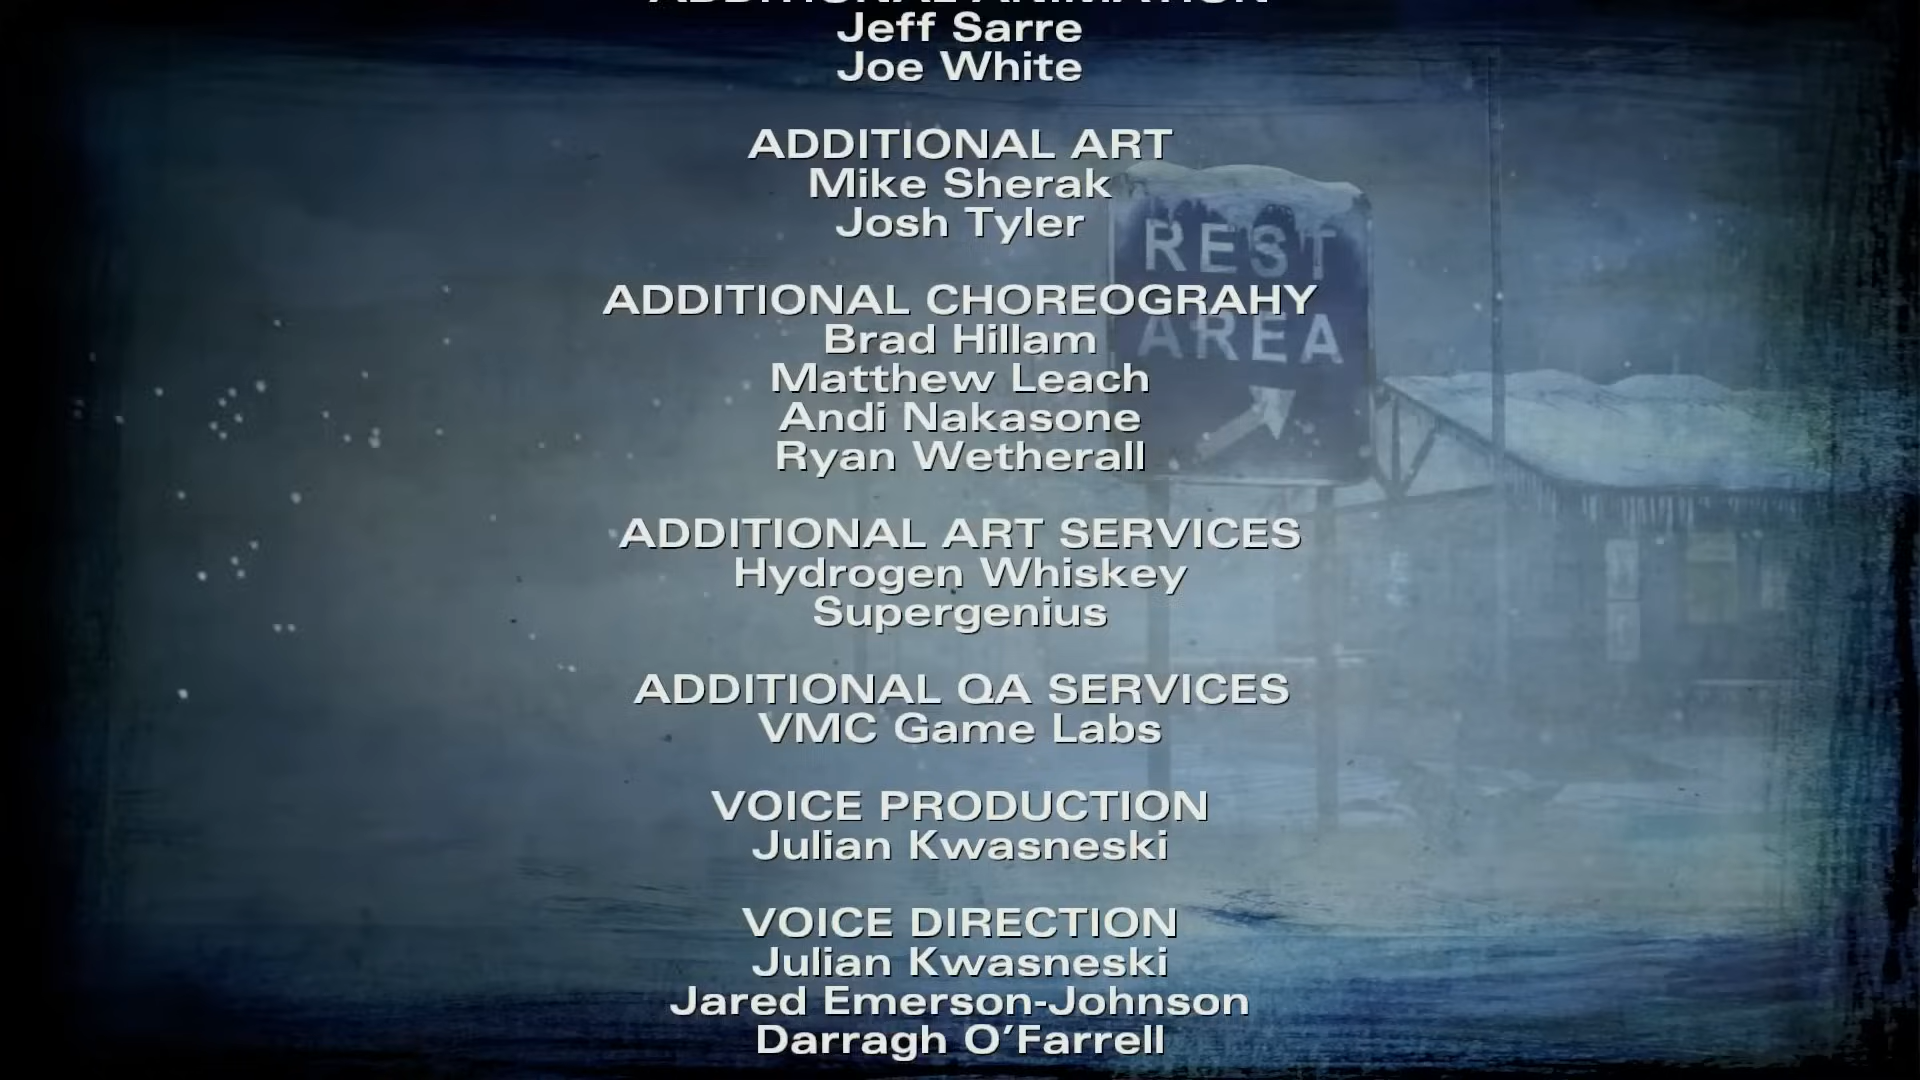 ADDITIONAL ANIMATION
Jeff Sarre
Joe White
ADDITIONAL ART
Mike Sherak
Josh Tyler
ADDITIONAL CHOREOGRAHY
Brad Hillam
Matthew Leach
Andi Nakasone
Ryan Wetherall
ADDITIONAL ART SERVICES
Hydrogen Whiskey
Supergenius
ADDITIONAL QA SERVICES
VMC Game Labs
VOICE PRODUCTION
Julian Kwasneski
VOICE DIRECTION
Julian Kwasneski
Jared Emerson-Johnson
Darragh O'Farrell
REST
AREA